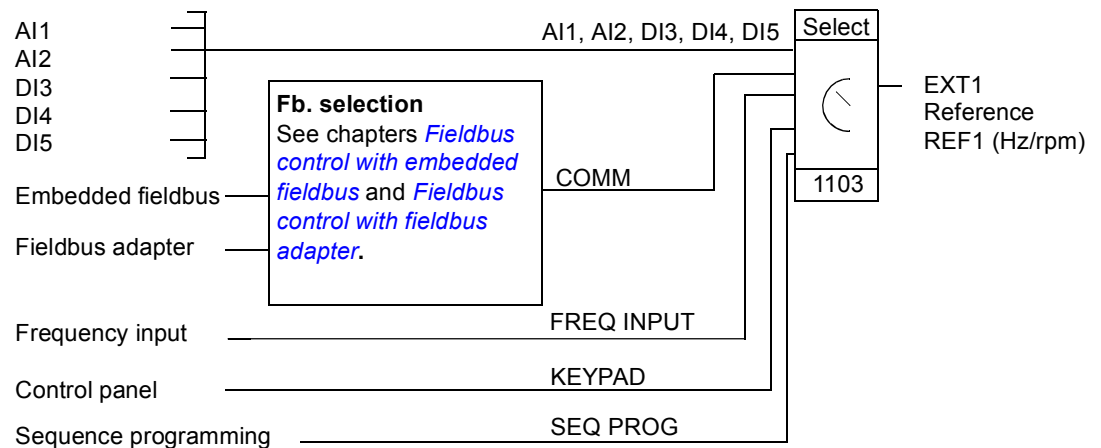 AI1
AI2
DI3
DI4
DI5
AI1, AI2, DI3, DI4, DI5
Select
EXT1
Reference
REF1 (Hz/rpm)
1103
Fb. selection
See chapters Fieldbus
control with embedded
fieldbus and Fieldbus
control with fieldbus
adapter.
Embedded fieldbus
Fieldbus adapter
COMM
Frequency input
FREQ INPUT
Control panel
KEYPAD
Sequence programming
SEQ PROG